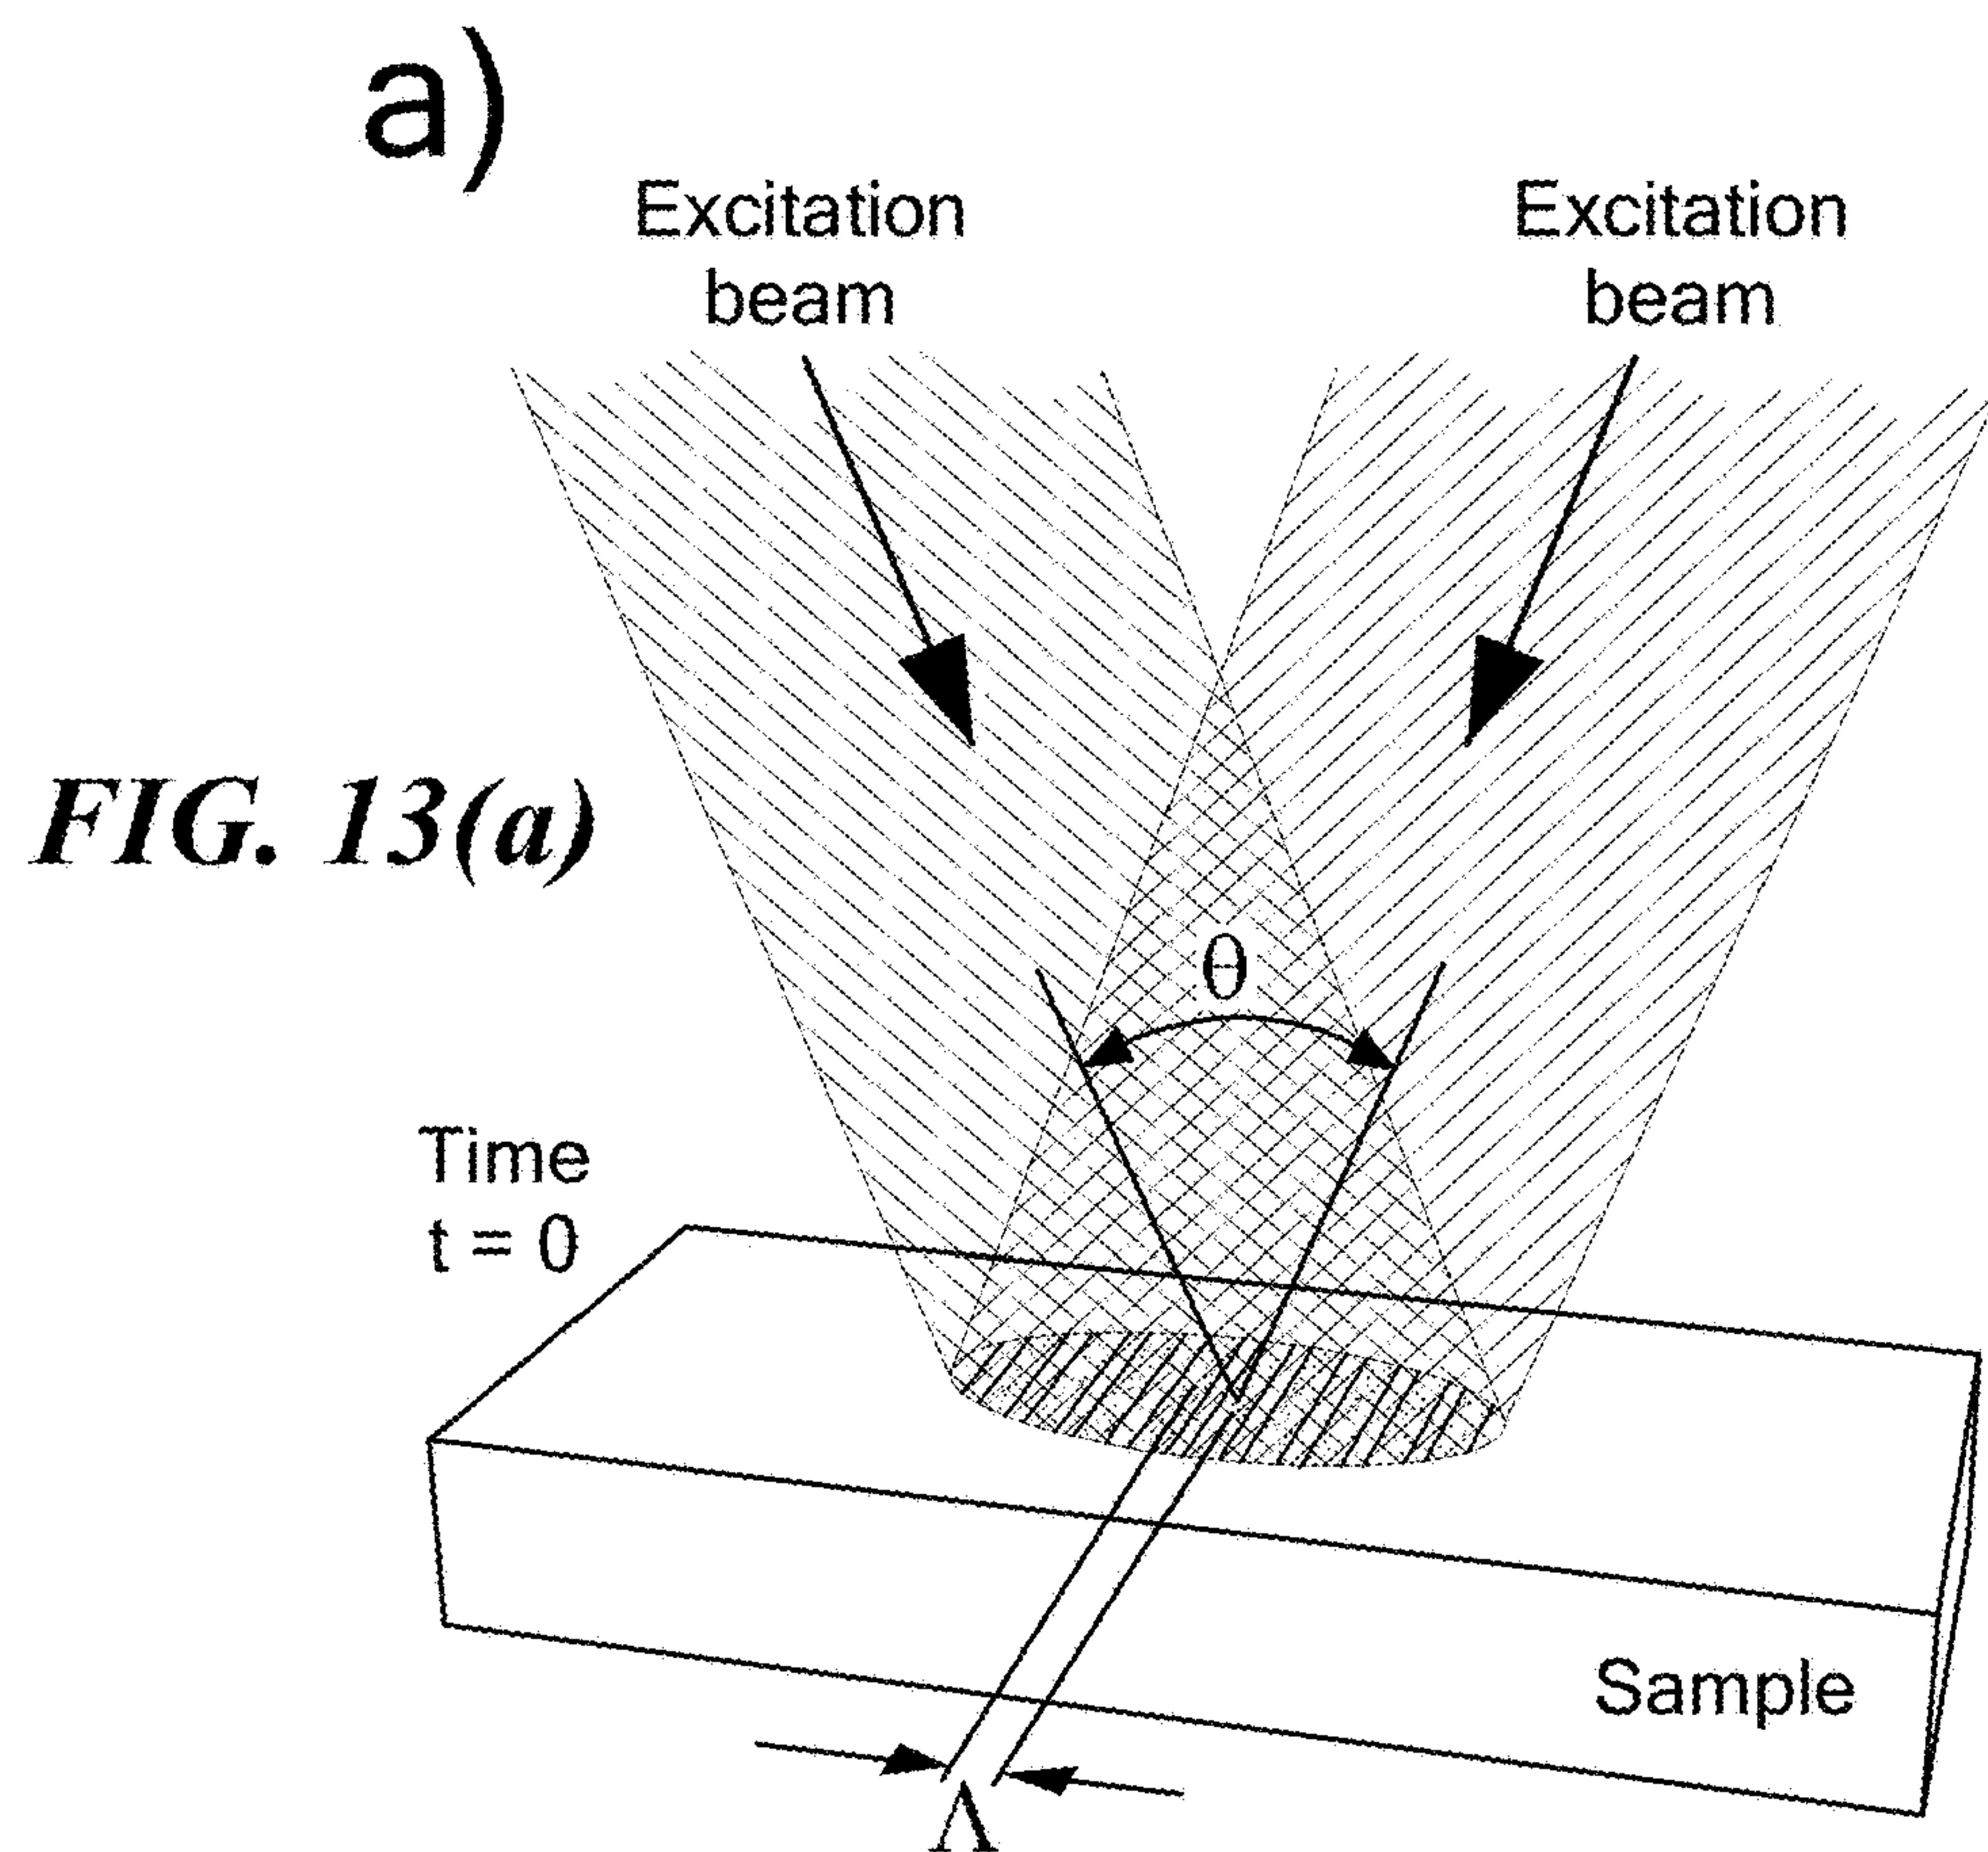 a)
Excitation
beam
Excitation
beam
FIG. 13(a)
θ
Time
t = 0
Sample
Λ